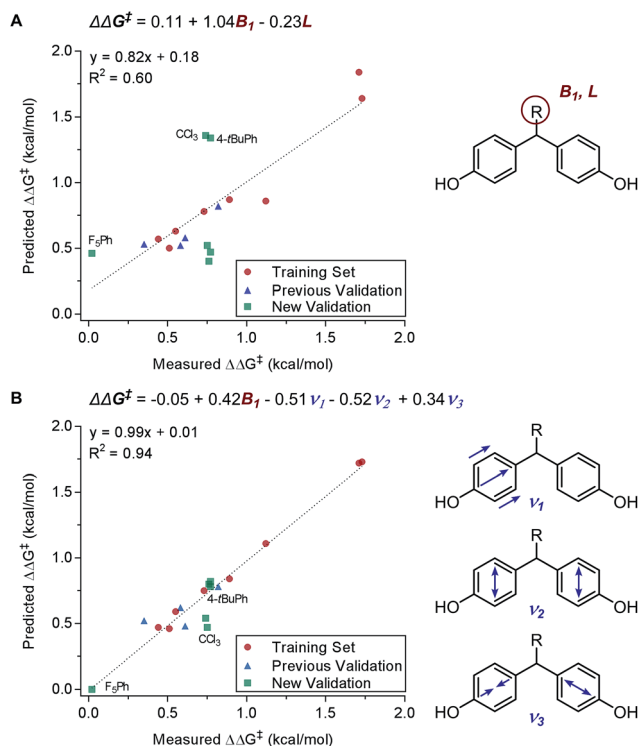 A
ΔΔG‡ = 0.11 + 1.04B₁ - 0.23L
y = 0.82x + 0.18
R² = 0.60
CCl₃
4-tBuPh
F₅Ph
Predicted ΔΔG‡ (kcal/mol)
2.0
1.5
1.0
0.5
0.0
Training Set
Previous Validation
New Validation
0.0 0.5 1.0 1.5 2.0
Measured ΔΔG‡ (kcal/mol)
B₁, L
R
HO OH
B
ΔΔG‡ = -0.05 + 0.42B₁ - 0.51ν₁ - 0.52ν₂ + 0.34ν₃
y = 0.99x + 0.01
R² = 0.94
4-tBuPh
CCl₃
F₅Ph
Predicted ΔΔG‡ (kcal/mol)
2.0
1.5
1.0
0.5
0.0
Training Set
Previous Validation
New Validation
0.0 0.5 1.0 1.5 2.0
Measured ΔΔG‡ (kcal/mol)
R
HO OH
ν₁
R
HO OH
ν₂
R
HO OH
ν₃